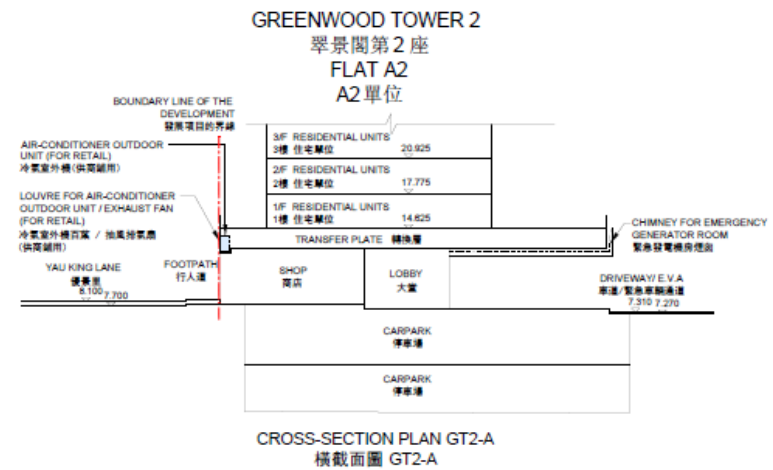 GREENWOOD TOWER 2
翠景閣第2座
FLAT A2
A2單位
BOUNDARY LINE OF THE
DEVELOPMENT
發展項目的界線
AIR-CONDITIONER OUTDOOR
UNIT (FOR RETAIL)
冷氣室外機(供商舖用)
LOUVRE FOR AIR-CONDITIONER
OUTDOOR UNIT / EXHAUST FAN
(FOR RETAIL)
冷氣室外機百葉 / 抽風排氣扇
(供商舖用)
3/F RESIDENTIAL UNITS
3樓 住宅單位 20.925
2/F RESIDENTIAL UNITS
2樓 住宅單位 17.775
1/F RESIDENTIAL UNITS
1樓 住宅單位 14.625
TRANSFER PLATE 轉換層
CHIMNEY FOR EMERGENCY
GENERATOR ROOM
緊急發電機房煙囪
YAU KING LANE
優景里
8.100 7.700
FOOTPATH
行人道
SHOP
商店
LOBBY
大堂
DRIVEWAY/ E.V.A
車道/緊急車輛通道
7.310 7.270
CARPARK
停車場
CARPARK
停車場
CROSS-SECTION PLAN GT2-A
橫截面圖 GT2-A